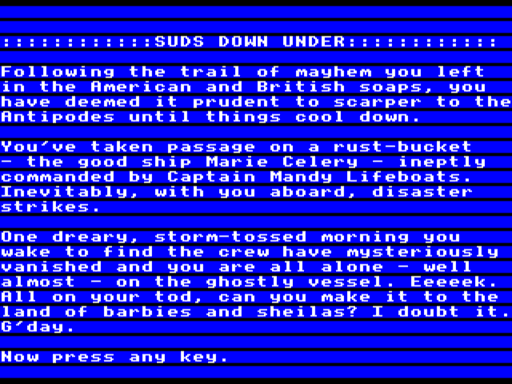 ::::::::::::SUDS DOWN UNDER::::::::::::
Following the trail of mayhem you left
in the American and British soaps, you
have deemed it prudent to scarper to the
Antipodes until things cool down.
You've taken passage on a rust-bucket
- the good ship Marie Celery - ineptly
commanded by Captain Mandy Lifeboats.
Inevitably, with you aboard, disaster
strikes.
One dreary, storm-tossed morning you
wake to find the crew have mysteriously
vanished and you are all alone - well
almost - on the ghostly vessel. Eeeeek.
All on your tod, can you make it to the
land of barbies and sheilas? I doubt it.
G'day.
Now press any key.